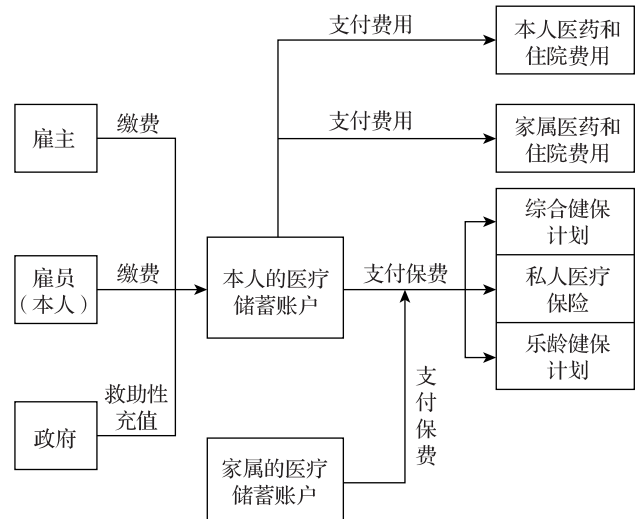 支付费用
本人医药和
住院费用
支付费用
家属医药和
住院费用
雇主
缴费
综合健保
计划
雇员
（本人）
缴费
本人的医疗
储蓄账户
支付保费
私人医疗
保险
乐龄健保
计划
支
付
保
费
救助性
充值
政府
家属的医疗
储蓄账户